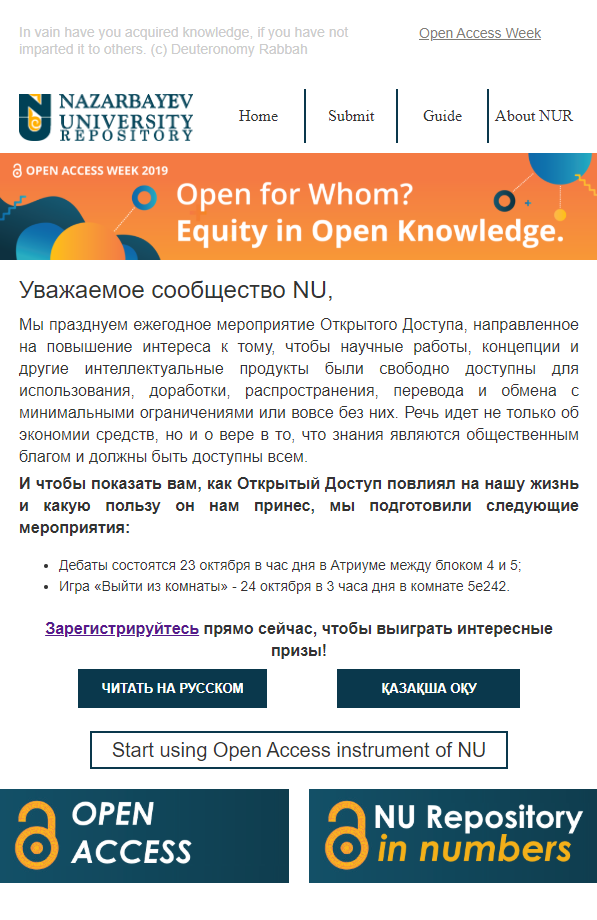 In vain have you acquired knowledge, if you have not
imparted it to others. (c) Deuteronomy Rabbah
Open Access Week
NAZARBAYEV
UNIVERSITY
REPOSITORY
Home
Submit
Guide
About NUR
OPEN ACCESS WEEK 2019
Open for Whom?
Equity in Open Knowledge.
Уважаемое сообщество NU,
Мы празднуем ежегодное мероприятие Открытого Доступа, направленное
на повышение интереса к тому, чтобы научные работы, концепции и
другие интеллектуальные продукты были свободно доступны для
использования, доработки, распространения, перевода и обмена с
минимальными ограничениями или вовсе без них. Речь идет не только об
экономии средств, но и о вере в то, что знания являются общественным
благом и должны быть доступны всем.
И чтобы показать вам, как Открытый Доступ повлиял на нашу жизнь
и какую пользу он нам принес, мы подготовили следующие
мероприятия:
• Дебаты состоятся 23 октября в час дня в Атриуме между блоком 4 и 5;
• Игра «Выйти из комнаты» - 24 октября в 3 часа дня в комнате 5е242.
Зарегистрируйтесь прямо сейчас, чтобы выиграть интересные
призы!
ЧИТАТЬ НА РУССКОМ
ҚАЗАҚША ОҚУ
Start using Open Access instrument of NU
OPEN
ACCESS
NU Repository
in numbers